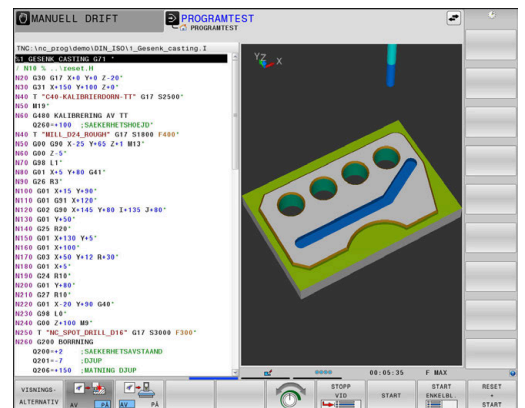 MANUELL DRIFT
PROGRAMTEST
PROGRAMTEST
TNC:\nc_prog\demo\DIN_ISO\1_Gesenk_casting.I
%1_GESENK_CASTING G71 *
/ N10 % ..\reset.H
N20 G30 G17 X+0 Y+0 Z-20*
N30 G31 X+150 Y+100 Z+0*
N40 T "C40-KALIBRIERDORN-TT" G17 S2500*
N50 M19*
N60 G480 KALIBRERING AV TT
Q260=+100 ;SAEKERHETSHOEJD*
N40 T "MILL_D24_ROUGH" G17 S1800 F400*
N50 G00 G90 X-25 Y+65 Z+1 M13*
N60 G00 Z-5*
N70 G98 L1*
N80 G01 X+5 Y+80 G41*
N90 G26 R3*
N100 G01 X+15 Y+90*
N110 G01 G91 X+120*
N120 G02 G90 X+145 Y+80 I+135 J+80*
N130 G01 Y+50*
N140 G25 R20*
N150 G01 X+130 Y+5*
N160 G01 X+100*
N170 G03 X+50 Y+12 R+30*
N180 G01 X+5*
N190 G24 R10*
N200 G01 Y+80*
N210 G27 R10*
N220 G01 X-20 Y+90 G40*
N230 G98 L0*
N240 G00 Z+100 M9*
N250 T "NC_SPOT_DRILL_D16" G17 S3000 F300*
N260 G200 BORRNING
Q200=+2 ;SAEKERHETSAVSTAAND
Q201=-7 ;DJUP
Q206=+150 ;MATNING DJUP
YZ X
00:05:35 F MAX
VISNINGS-
ALTERNATIV
AV PÅ
AV PÅ
STOPP
VID
START
START
ENKELBL.
RESET
+
START